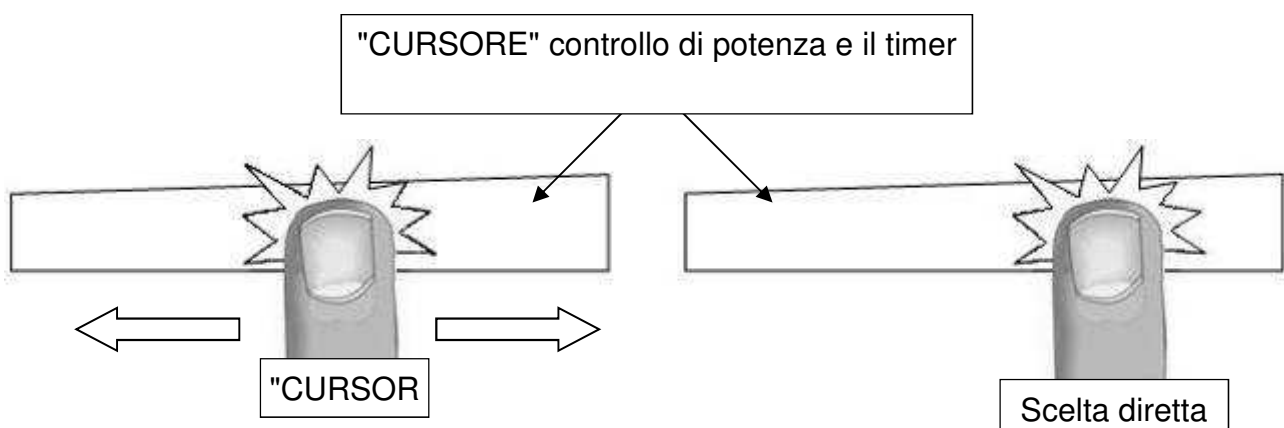 "CURSORE" controllo di potenza e il timer
"CURSOR
Scelta diretta